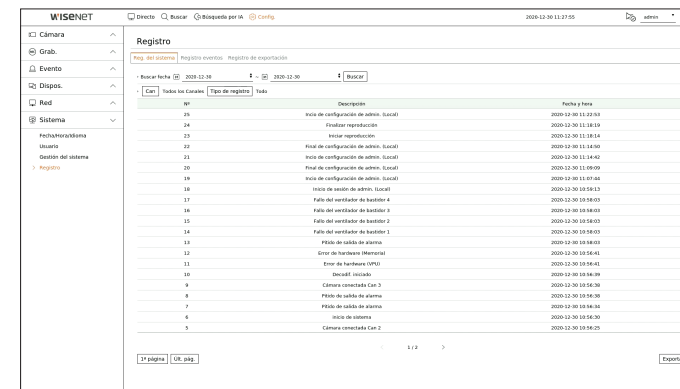 WISENET Directo Buscar Búsqueda por IA Config. 2020-12-30 11:27:55 admin
Cámara
Grab.
Evento
Dispos.
Red
Sistema
Fecha/Hora/Idioma
Usuario
Gestión del sistema
> Registro
Registro
Reg. del sistema Registro eventos Registro de exportación
• Buscar fecha 2020-12-30 ~ 2020-12-30 Buscar
• Can Todos los Canales Tipo de registro Todo
Nº Descripción Fecha y hora
25 Incio de configuración de admin. (Local) 2020-12-30 11:22:53
24 Finalizar reproducción 2020-12-30 11:18:19
23 Iniciar reproducción 2020-12-30 11:18:14
22 Final de configuración de admin. (Local) 2020-12-30 11:14:50
21 Incio de configuración de admin. (Local) 2020-12-30 11:14:42
20 Final de configuración de admin. (Local) 2020-12-30 11:09:09
19 Incio de configuración de admin. (Local) 2020-12-30 11:07:44
18 Inicio de sesión de admin. (Local) 2020-12-30 10:59:13
17 Fallo del ventilador de bastidor 4 2020-12-30 10:58:03
16 Fallo del ventilador de bastidor 3 2020-12-30 10:58:03
15 Fallo del ventilador de bastidor 2 2020-12-30 10:58:03
14 Fallo del ventilador de bastidor 1 2020-12-30 10:58:03
13 Pitido de salida de alarma 2020-12-30 10:58:03
12 Error de hardware (Memoria) 2020-12-30 10:56:41
11 Error de hardware (VPU) 2020-12-30 10:56:41
10 Decodif. iniciado 2020-12-30 10:56:39
9 Cámara conectada Can 3 2020-12-30 10:56:38
8 Pitido de salida de alarma 2020-12-30 10:56:38
7 Pitido de salida de alarma 2020-12-30 10:56:34
6 inicio de sistema 2020-12-30 10:56:30
5 Cámara conectada Can 2 2020-12-30 10:56:25
< 1 / 2 >
1ª página Últ. pág. Exporta